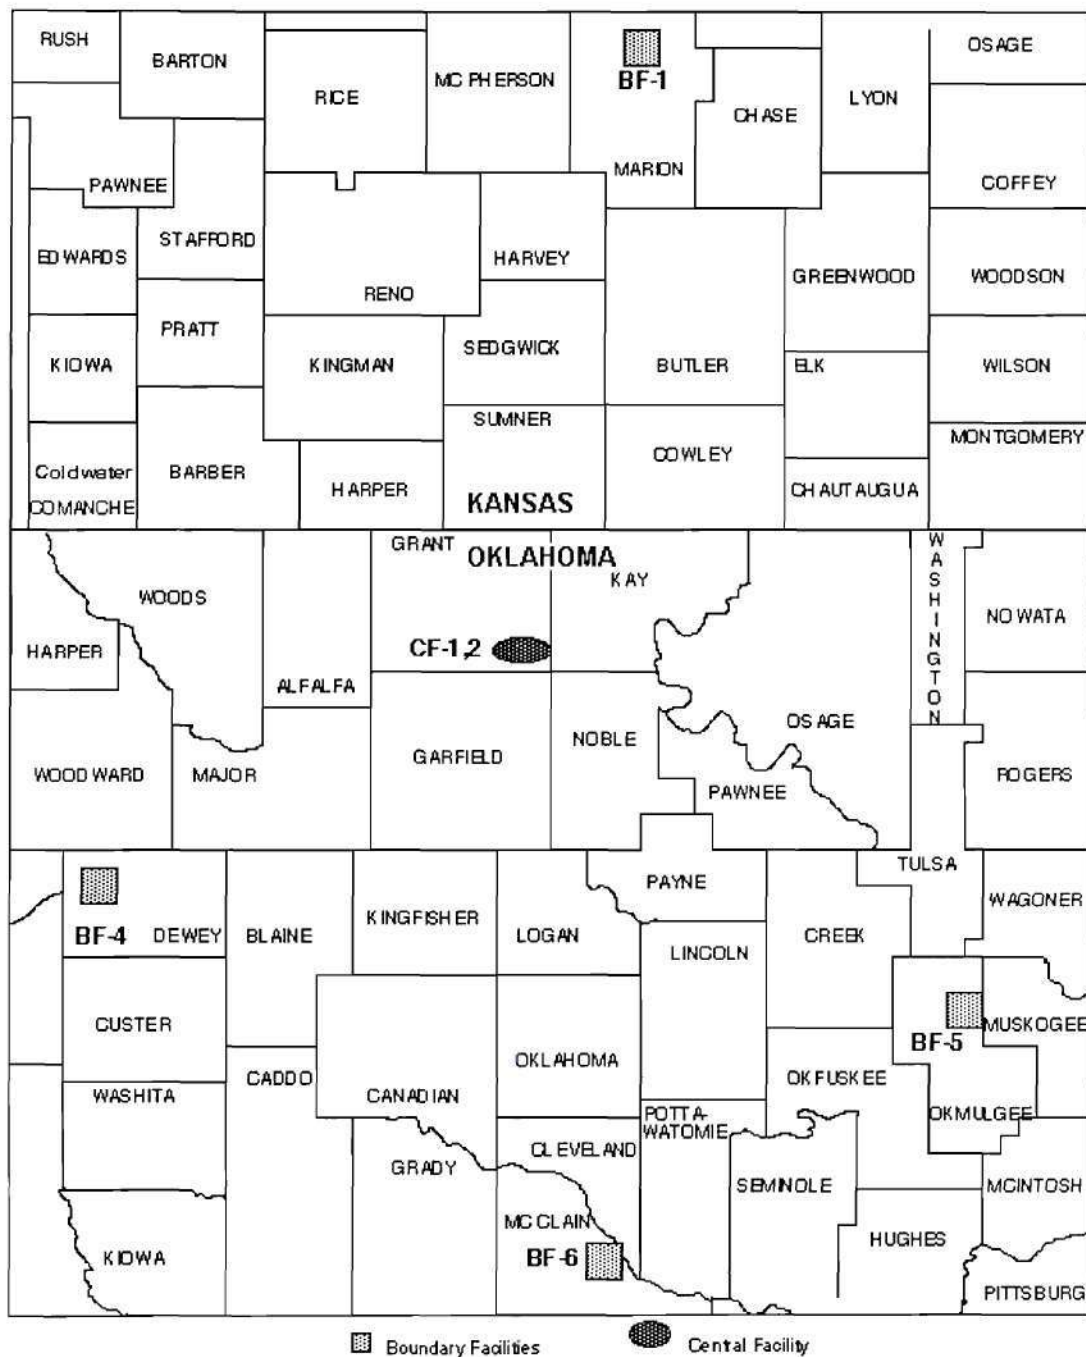 RUSH
BARTON
RICE
MC PHERSON
BF-1
MARION
CHASE
LYON
OSAGE
PAWNEE
COFFEY
EDWARDS
STAFFORD
RENO
HARVEY
GREENWOOD
WOODSON
PRATT
KIOWA
KINGMAN
SEDGWICK
BUTLER
ELK
WILSON
SUMNER
COWLEY
MONTGOMERY
Coldwater
COMANCHE
BARBER
HARPER
KANSAS
CHAUTAUGUA
GRANT
OKLAHOMA
KAY
WASHINGTON
WOODS
NOWATA
HARPER
CF-1,2
ALFALFA
OSAGE
WOODWARD
MAJOR
GARFIELD
NOBLE
PAWNEE
ROGERS
TULSA
PAYNE
WAGONER
BF-4
DEWEY
BLAINE
KINGFISHER
LOGAN
LINCOLN
CREEK
CUSTER
OKLAHOMA
BF-5
MUSKOGEE
WASHITA
CADDO
CANADIAN
OKFUSKEE
POTTA-
WATOMIE
OKMULGEE
GRADY
CLEVELAND
SEMINOLE
MCINTOSH
MC CLAIN
BF-6
HUGHES
KIOWA
PITTSBURG
Boundary Facilities
Central Facility